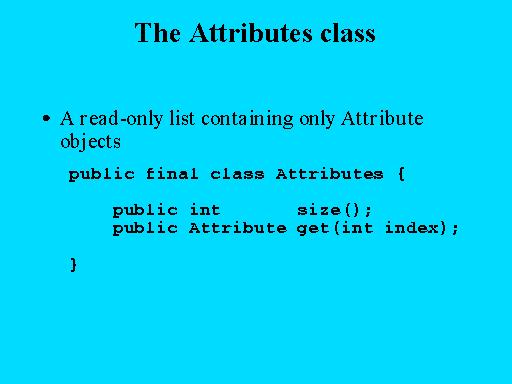 The Attributes class
• A read-only list containing only Attribute
objects
public final class Attributes {
public int       size();
public Attribute get(int index);
}